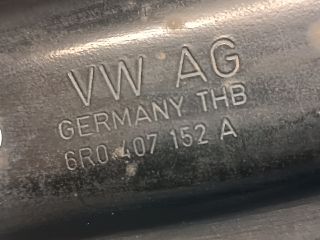 VW AG
GERMANY THB
6R0 407 152 A